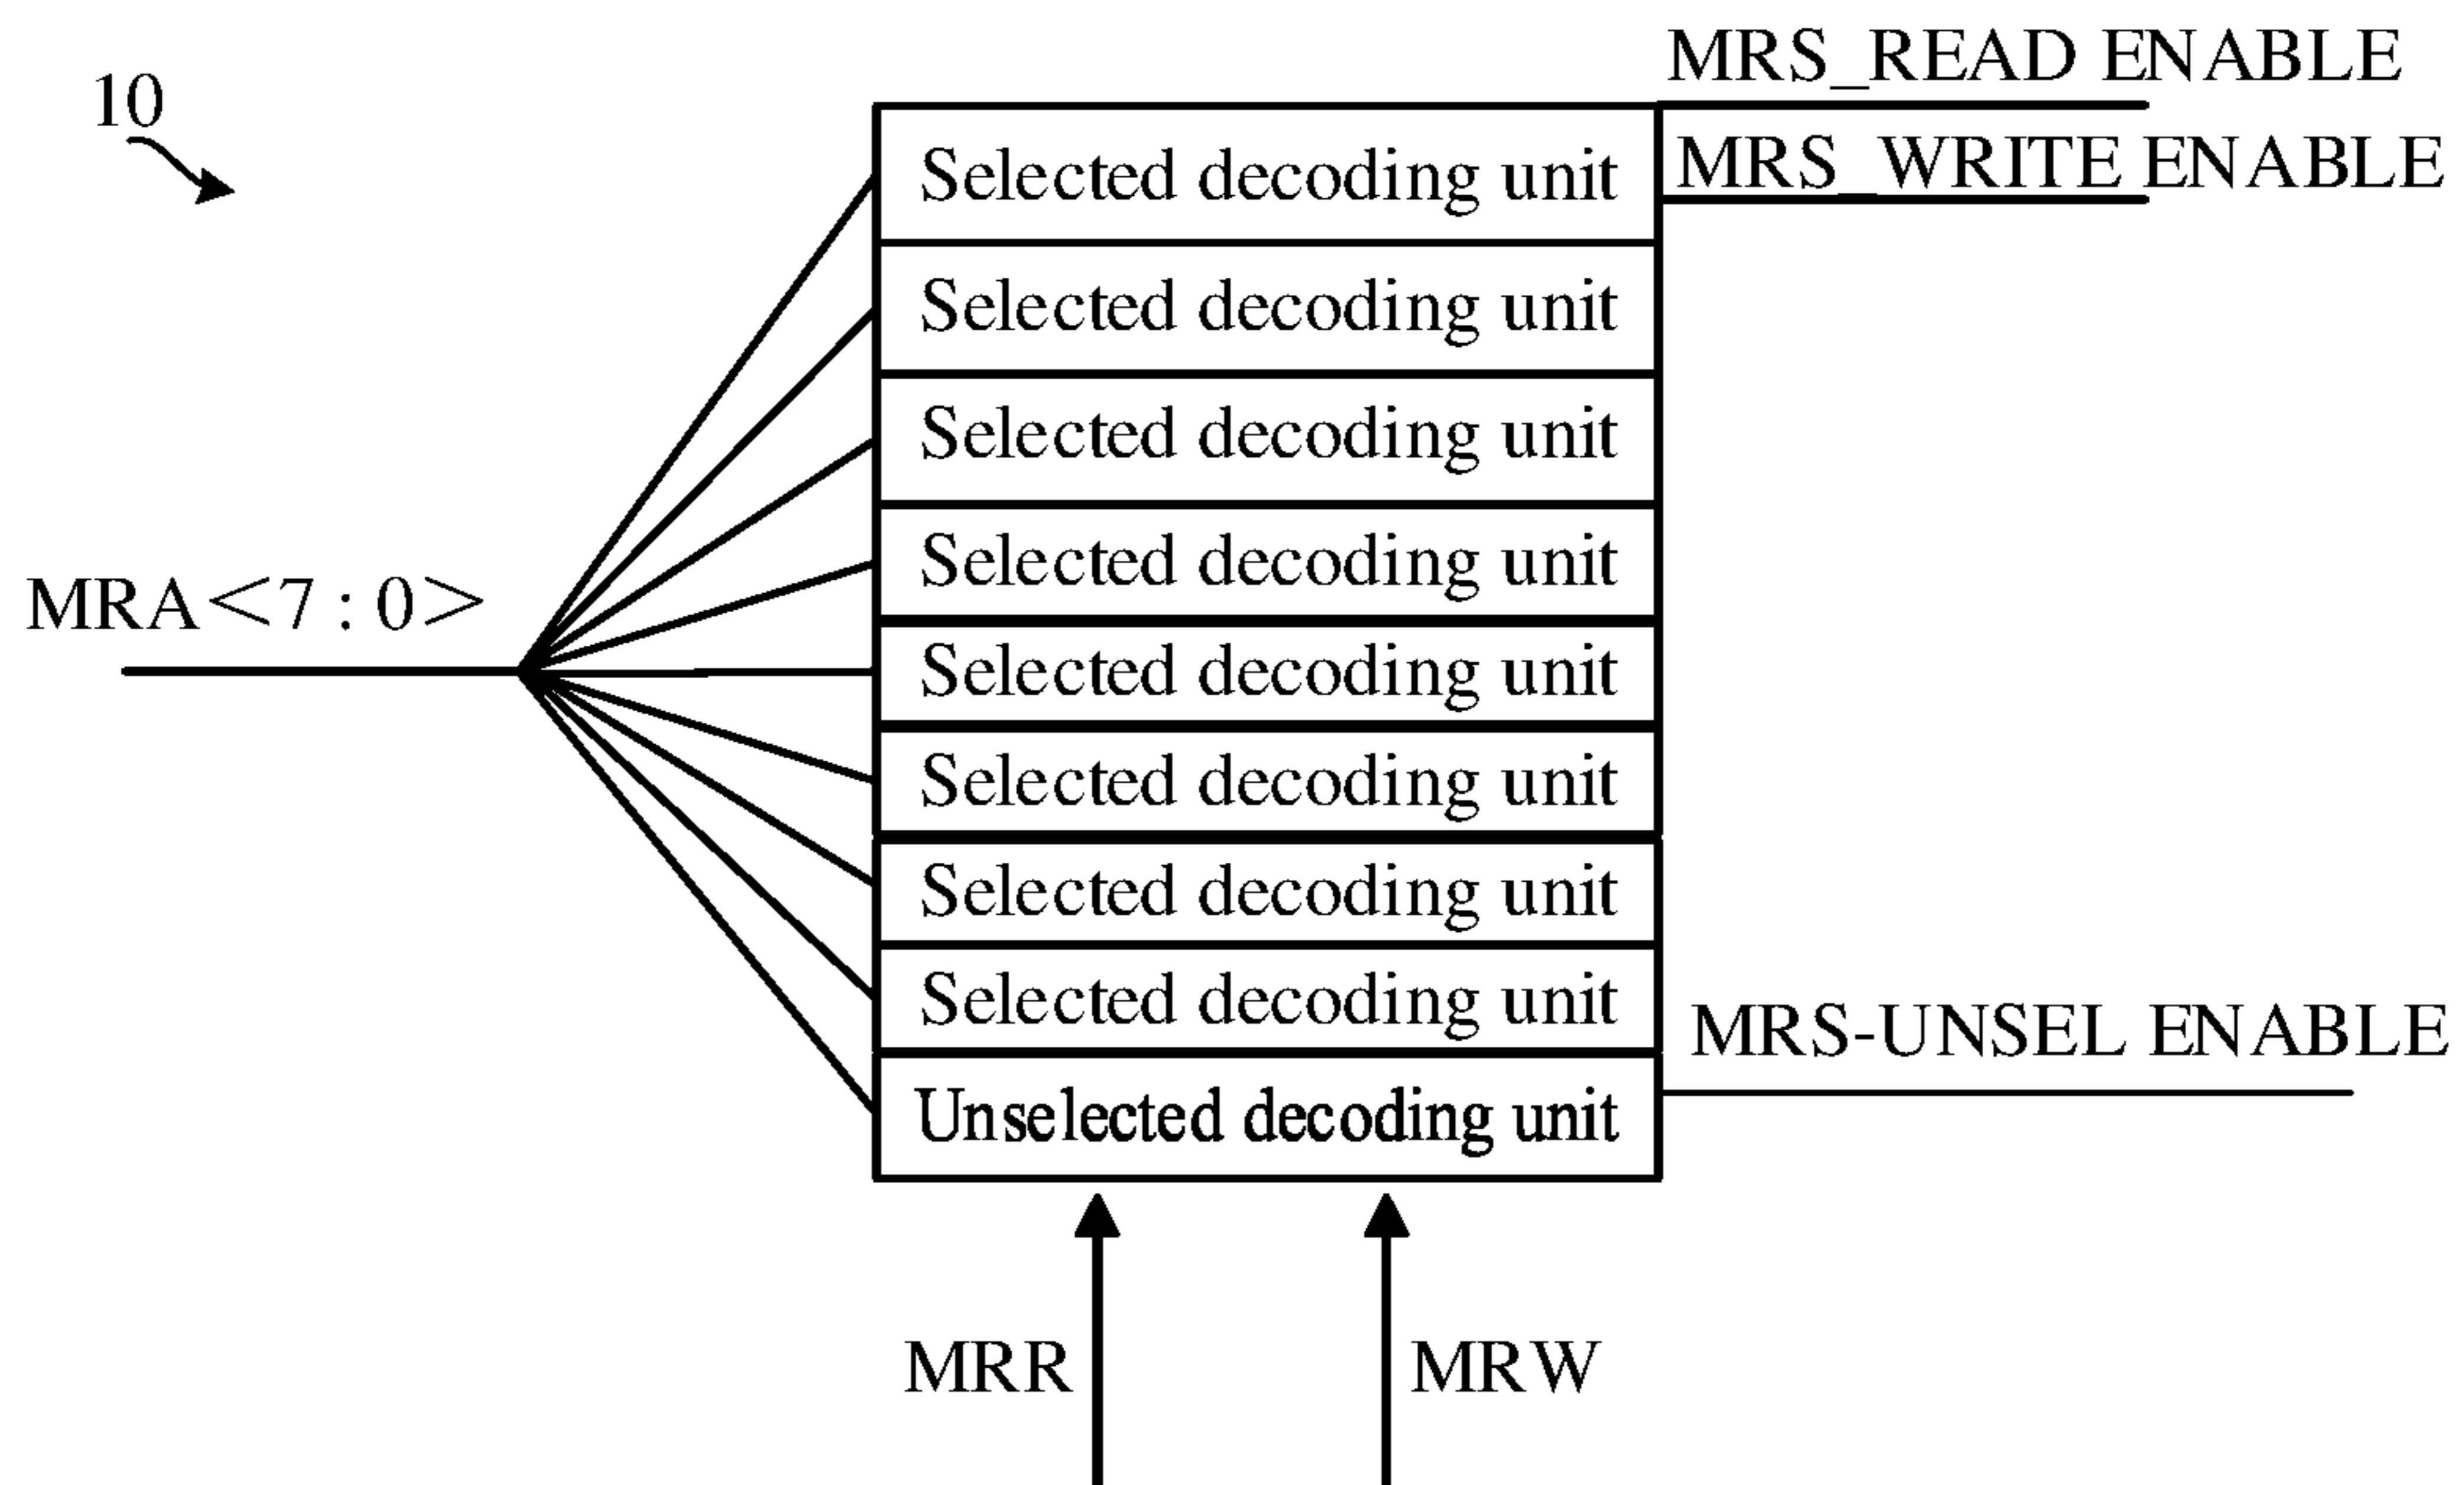 MRS_READ ENABLE
10
MRS_WRITE ENABLE
Selected decoding unit
Selected decoding unit
Selected decoding unit
Selected decoding unit
MRA<7 : 0>
Selected decoding unit
Selected decoding unit
Selected decoding unit
Selected decoding unit
MRS-UNSEL ENABLE
Unselected decoding unit
MRR
MRW